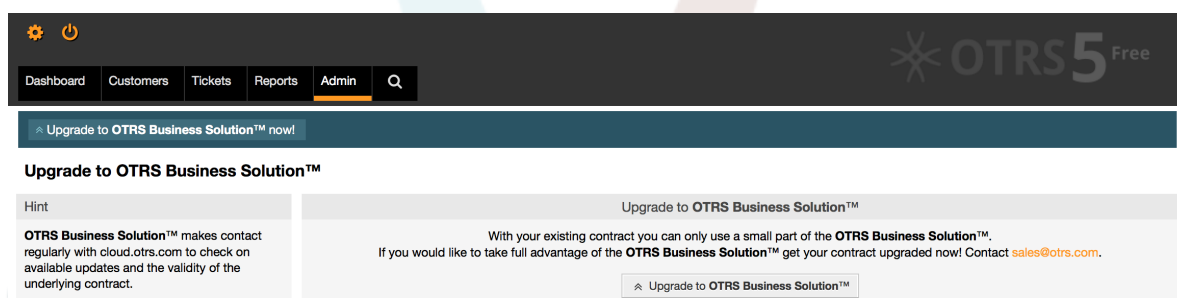 OTRS 5 Free
Dashboard Customers Tickets Reports Admin
Upgrade to OTRS Business Solution™ now!
Upgrade to OTRS Business Solution™
Hint
OTRS Business Solution™ makes contact
regularly with cloud.otrs.com to check on
available updates and the validity of the
underlying contract.
Upgrade to OTRS Business Solution™
With your existing contract you can only use a small part of the OTRS Business Solution™.
If you would like to take full advantage of the OTRS Business Solution™ get your contract upgraded now! Contact sales@otrs.com.
Upgrade to OTRS Business Solution™